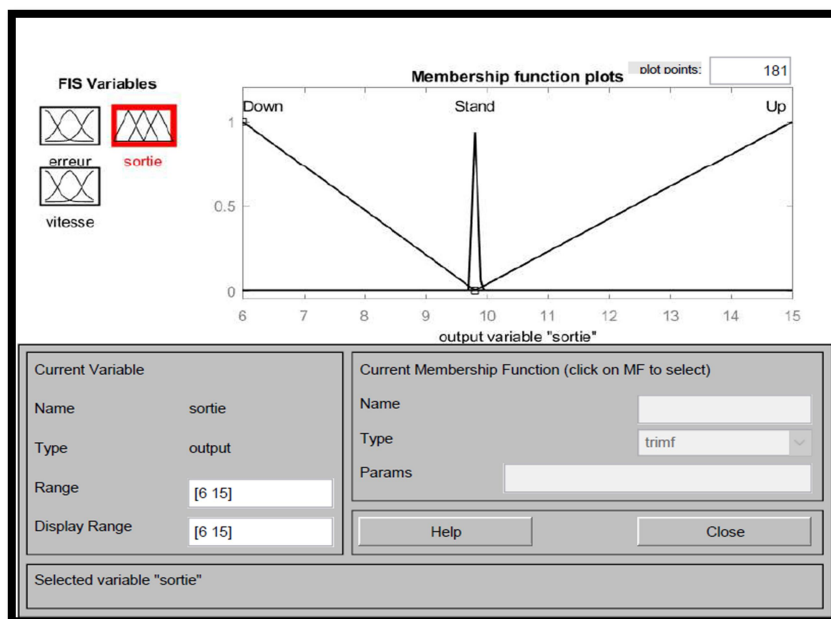 plot points: 181
FIS Variables
Membership function plots
Down Stand Up
erreur sortie
vitesse
1
0.5
0
6 7 8 9 10 11 12 13 14 15
output variable "sortie"
Current Variable
Name sortie
Type output
Range [6 15]
Display Range [6 15]
Current Membership Function (click on MF to select)
Name
Type trimf
Params
Help Close
Selected variable "sortie"